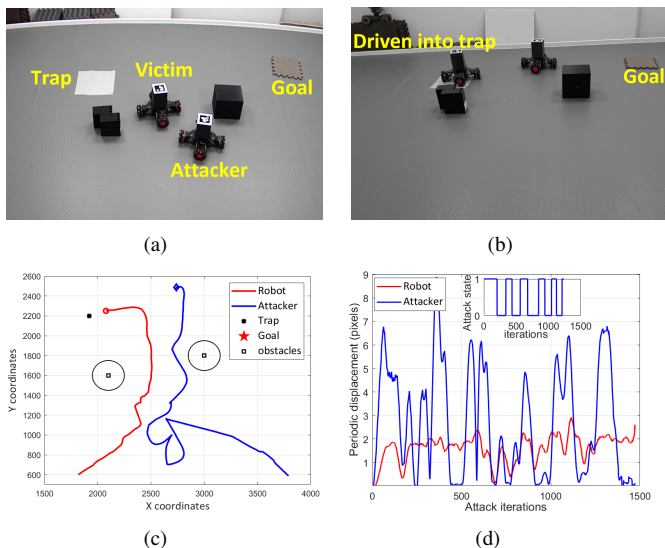 Trap
Victim
Goal
Attacker
(a)
Driven into trap
Goal
(b)
2600
2400
2200
2000
1800
1600
1400
1200
1000
800
600
1500
2000
2500
3000
3500
4000
Y coordinates
X coordinates
Robot
Attacker
Trap
Goal
obstacles
(c)
9
8
7
6
5
4
3
2
1
0
500
1000
1500
Periodic displacement (pixels)
Attack iterations
Robot
Attacker
Attack state
1
0
0
500
1000
1500
iterations
(d)